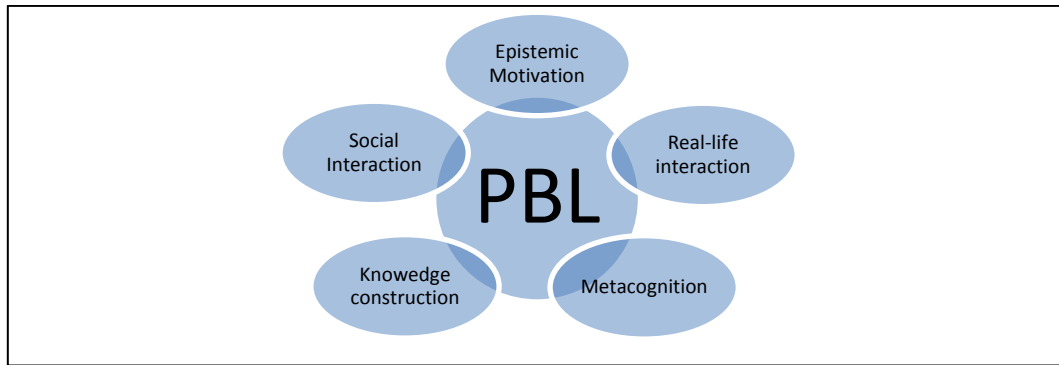 Epistemic
Motivation
Social
Interaction
Real-life
interaction
PBL
Knowedge
construction
Metacognition